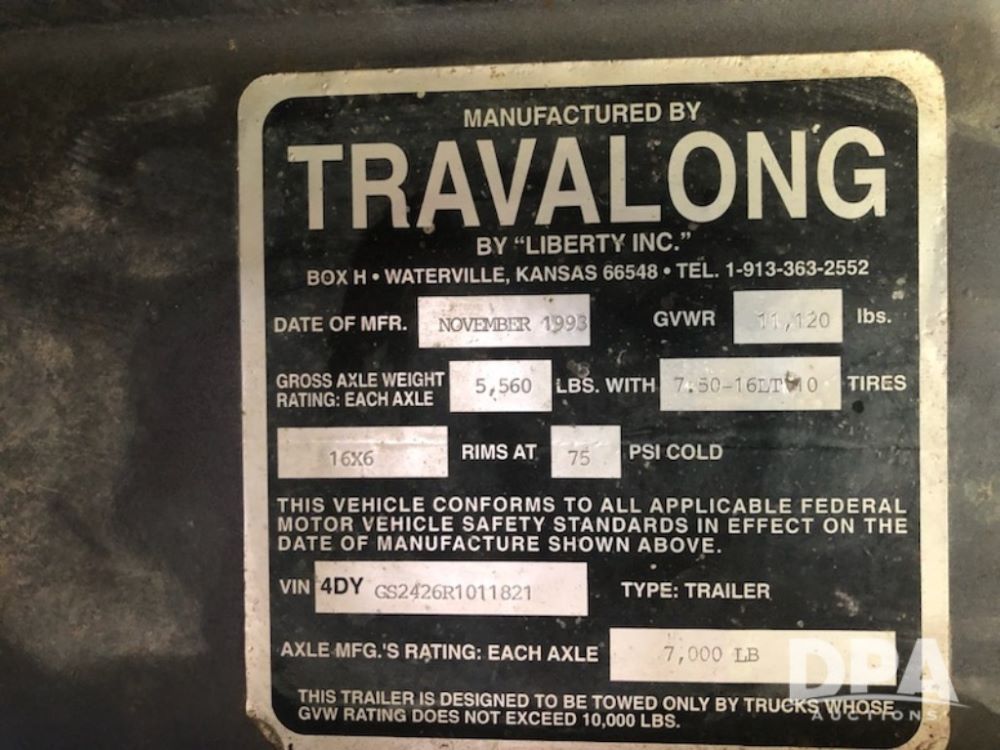 MANUFACTURED BY
TRAVALONG
BY "LIBERTY INC."
BOX H • WATERVILLE, KANSAS 66548 • TEL. 1-913-363-2552
DATE OF MFR. NOVEMBER 1993 GVWR 11,120 lbs.
GROSS AXLE WEIGHT RATING: EACH AXLE 5,560 LBS. WITH 7.50-16LT 10 TIRES
16X6 RIMS AT 75 PSI COLD
THIS VEHICLE CONFORMS TO ALL APPLICABLE FEDERAL
MOTOR VEHICLE SAFETY STANDARDS IN EFFECT ON THE
DATE OF MANUFACTURE SHOWN ABOVE.
VIN 4DY GS2426R1011821 TYPE: TRAILER
AXLE MFG.'S RATING: EACH AXLE 7,000 LB
THIS TRAILER IS DESIGNED TO BE TOWED ONLY BY TRUCKS WHOSE
GVW RATING DOES NOT EXCEED 10,000 LBS.
DPA
AUCTIONS